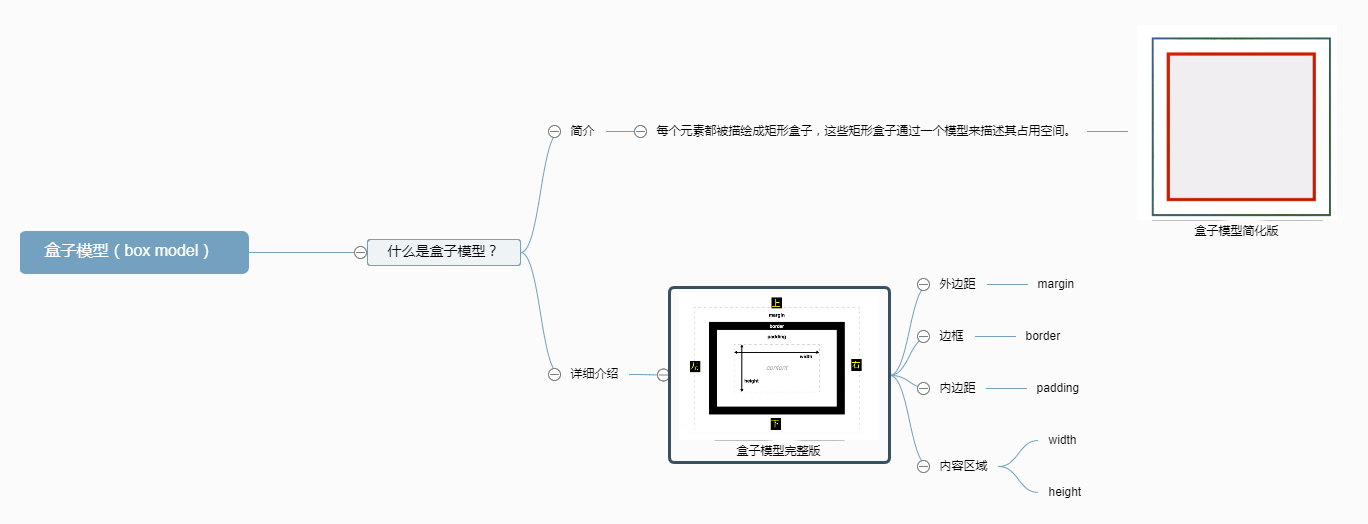 盒子模型（box model）
什么是盒子模型？
简介
每个元素都被描绘成矩形盒子，这些矩形盒子通过一个模型来描述其占用空间。
盒子模型简化版
详细介绍
上
margin
border
padding
左
右
width
content
height
下
盒子模型完整版
外边距
margin
边框
border
内边距
padding
内容区域
width
height